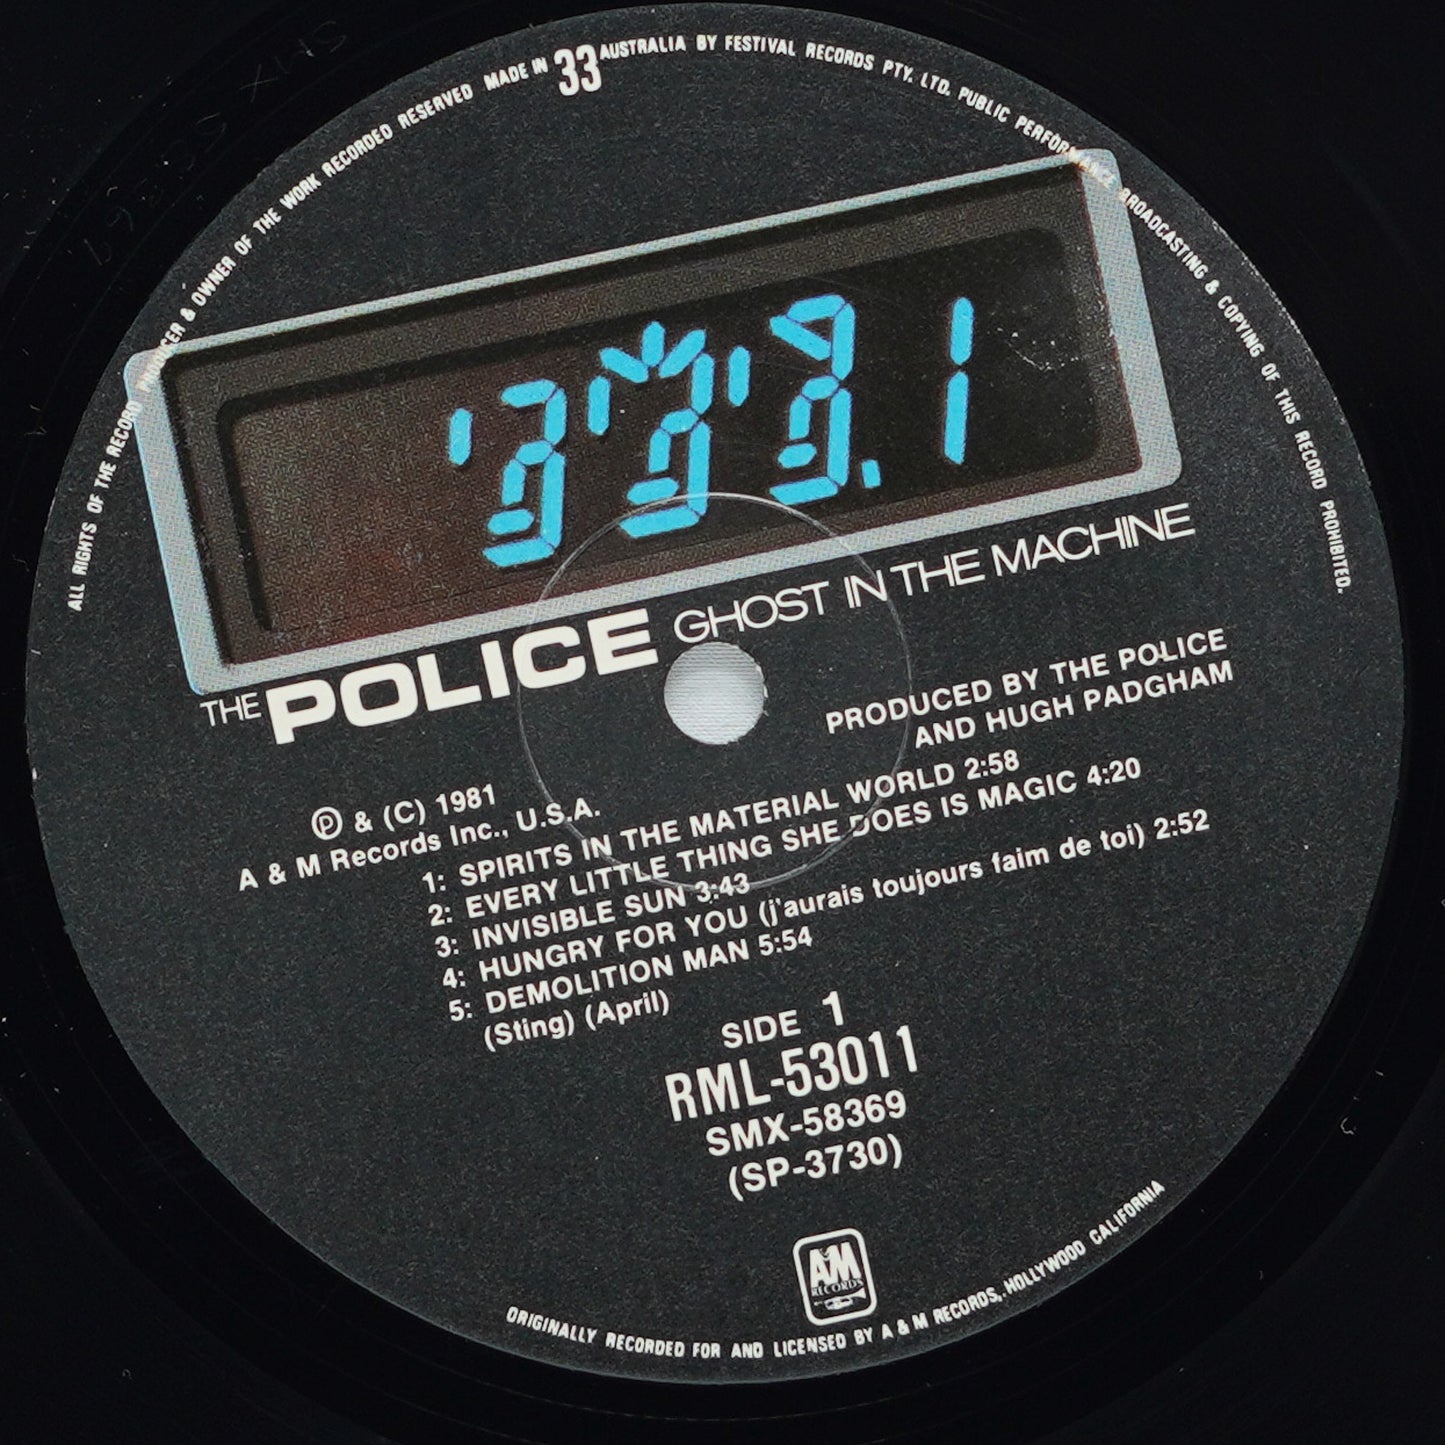 ALL RIGHTS OF THE RECORD PRODUCER & OWNER OF THE WORK RECORDED RESERVED MADE IN 33 AUSTRALIA BY FESTIVAL RECORDS PTY. LTD. PUBLIC PERFORMANCE BROADCASTING & COPYING OF THIS RECORD PROHIBITED.
THE POLICE GHOST IN THE MACHINE
PRODUCED BY THE POLICE
AND HUGH PADGHAM
Ⓟ & (C) 1981
A & M Records Inc., U.S.A.
1: SPIRITS IN THE MATERIAL WORLD 2:58
2: EVERY LITTLE THING SHE DOES IS MAGIC 4:20
3: INVISIBLE SUN 3:43
4: HUNGRY FOR YOU (j'aurais toujours faim de toi) 2:52
5: DEMOLITION MAN 5:54
(Sting) (April)
SIDE 1
RML-53011
SMX-58369
(SP-3730)
A&M
RECORDS
ORIGINALLY RECORDED FOR AND LICENSED BY A & M RECORDS, HOLLYWOOD CALIFORNIA